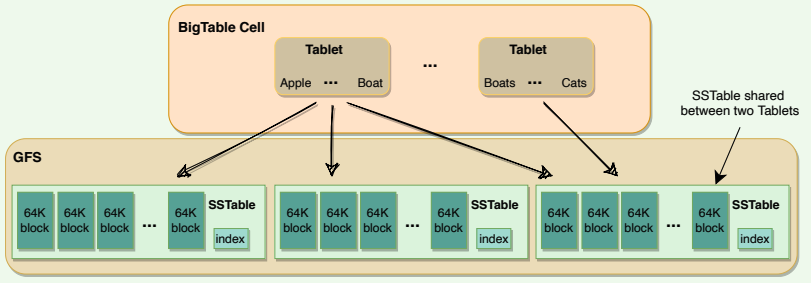 BigTable Cell
Tablet
Apple ... Boat
...
Tablet
Boats ... Cats
SSTable shared
between two Tablets
GFS
64K
block
64K
block
64K
block
...
64K
block
SSTable
index
64K
block
64K
block
64K
block
...
64K
block
SSTable
index
64K
block
64K
block
64K
block
...
64K
block
SSTable
index